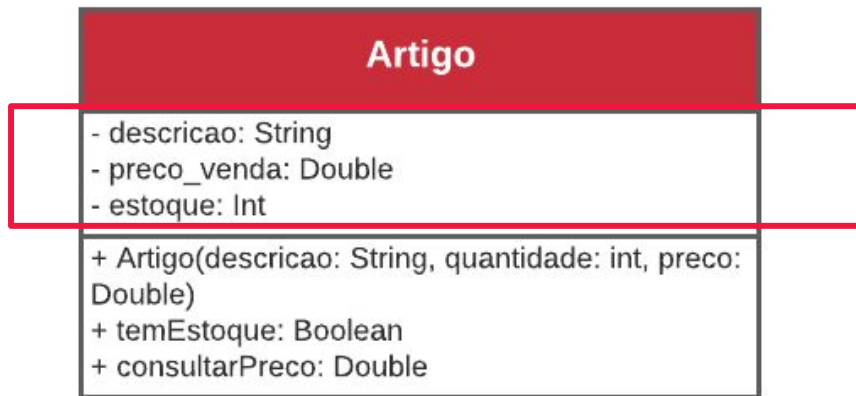 Artigo
- descricao: String
- preco_venda: Double
- estoque: Int
+ Artigo(descricao: String, quantidade: int, preco:
Double)
+ temEstoque: Boolean
+ consultarPreco: Double